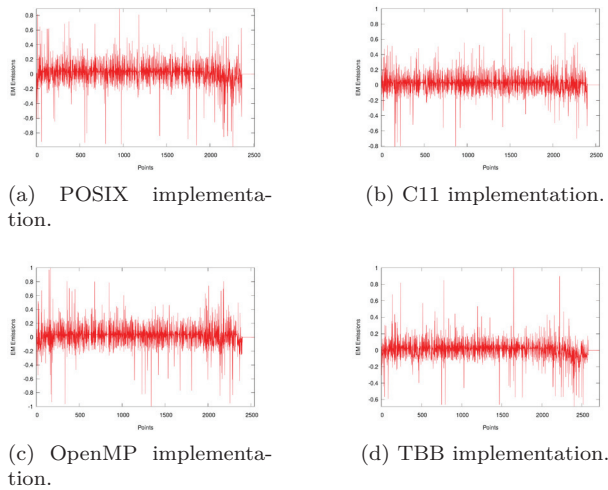 0.8
0.6
0.4
0.2
0
-0.2
-0.4
-0.6
-0.8
EM Emissions
0 500 1000 1500 2000 2500
Points
1
0.8
0.6
0.4
0.2
0
-0.2
-0.4
-0.6
-0.8
EM Emissions
0 500 1000 1500 2000 2500
Points
(a) POSIX implementa-
tion.
(b) C11 implementation.
1
0.8
0.6
0.4
0.2
0
-0.2
-0.4
-0.6
-0.8
-1
EM Emissions
0 500 1000 1500 2000 2500
Points
1
0.8
0.6
0.4
0.2
0
-0.2
-0.4
-0.6
EM Emissions
0 500 1000 1500 2000 2500
Points
(c) OpenMP implementa-
tion.
(d) TBB implementation.